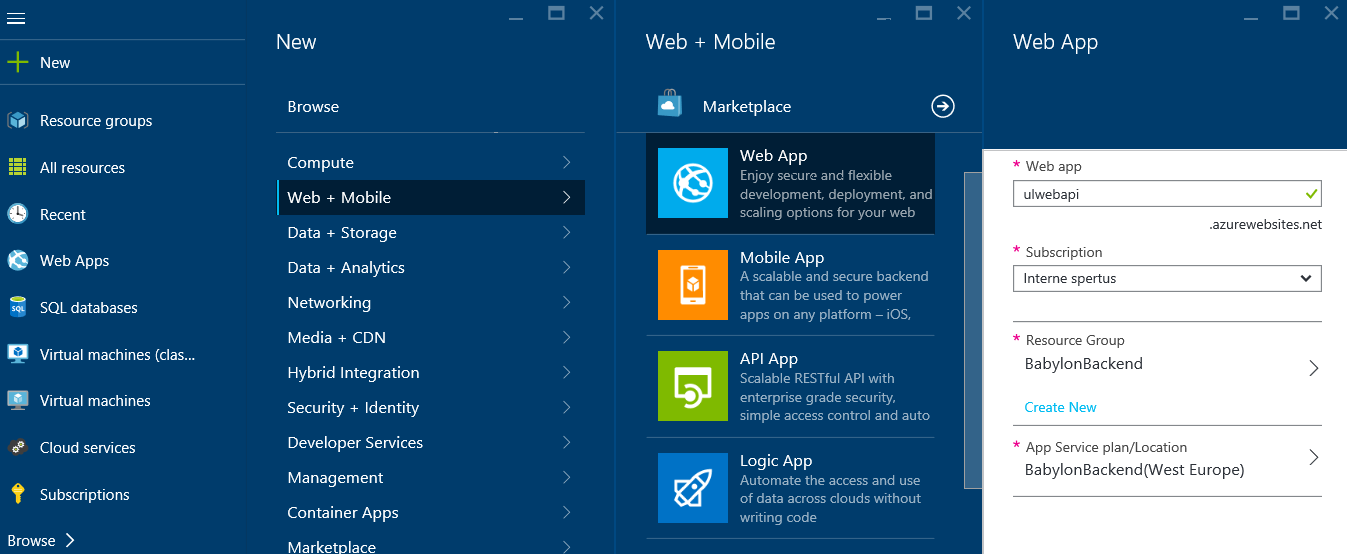 New
Resource groups
All resources
Recent
Web Apps
SQL
SQL databases
Virtual machines (clas...
Virtual machines
Cloud services
Subscriptions
Browse
New
Browse
Compute
Web + Mobile
Data + Storage
Data + Analytics
Networking
Media + CDN
Hybrid Integration
Security + Identity
Developer Services
Management
Container Apps
Marketplace
Web + Mobile
Marketplace
Web App
Enjoy secure and flexible
development, deployment, and
scaling options for your web
Mobile App
A scalable and secure backend
that can be used to power
apps on any platform – iOS,
API App
Scalable RESTful API with
enterprise grade security,
simple access control and auto
Logic App
Automate the access and use
of data across clouds without
writing code
Web App
* Web app
ulwebapi
.azurewebsites.net
* Subscription
Interne spertus
* Resource Group
BabylonBackend
Create New
* App Service plan/Location
BabylonBackend(West Europe)